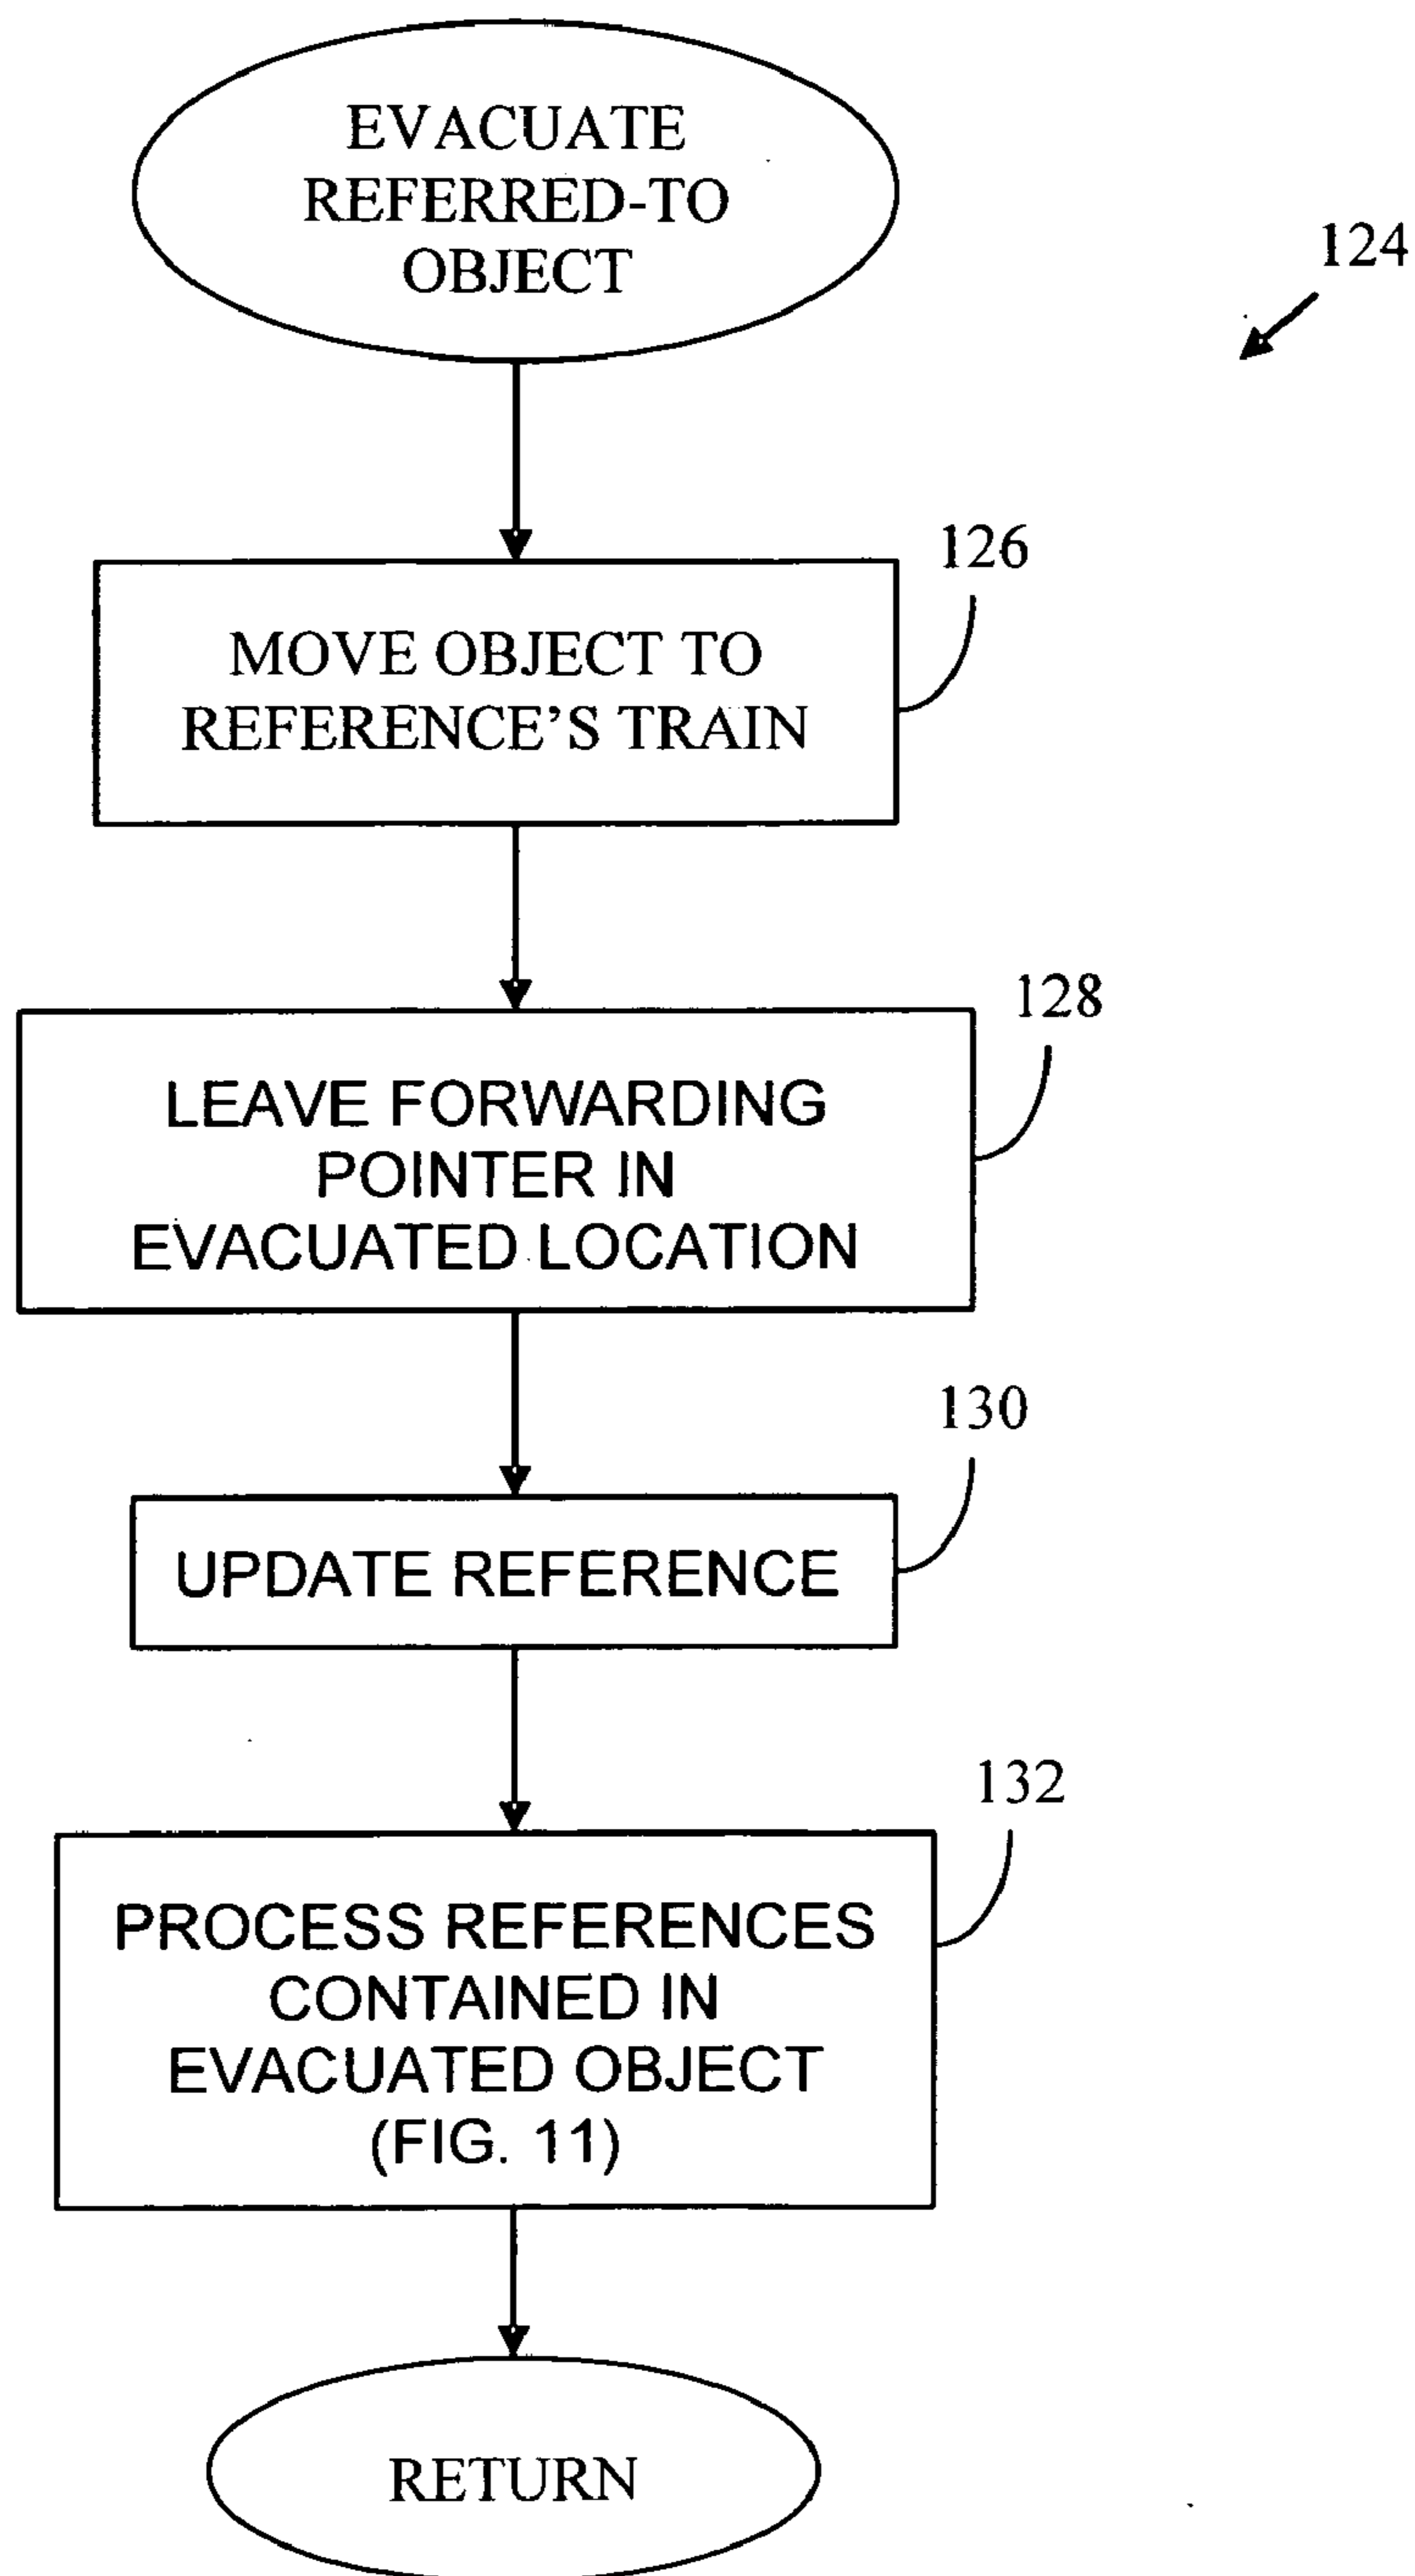 EVACUATE
REFERRED-TO
OBJECT
124
126
MOVE OBJECT TO
REFERENCE’S TRAIN
128
LEAVE FORWARDING
POINTER IN
EVACUATED LOCATION
130
UPDATE REFERENCE
132
PROCESS REFERENCES
CONTAINED IN
EVACUATED OBJECT
(FIG. 11)
RETURN